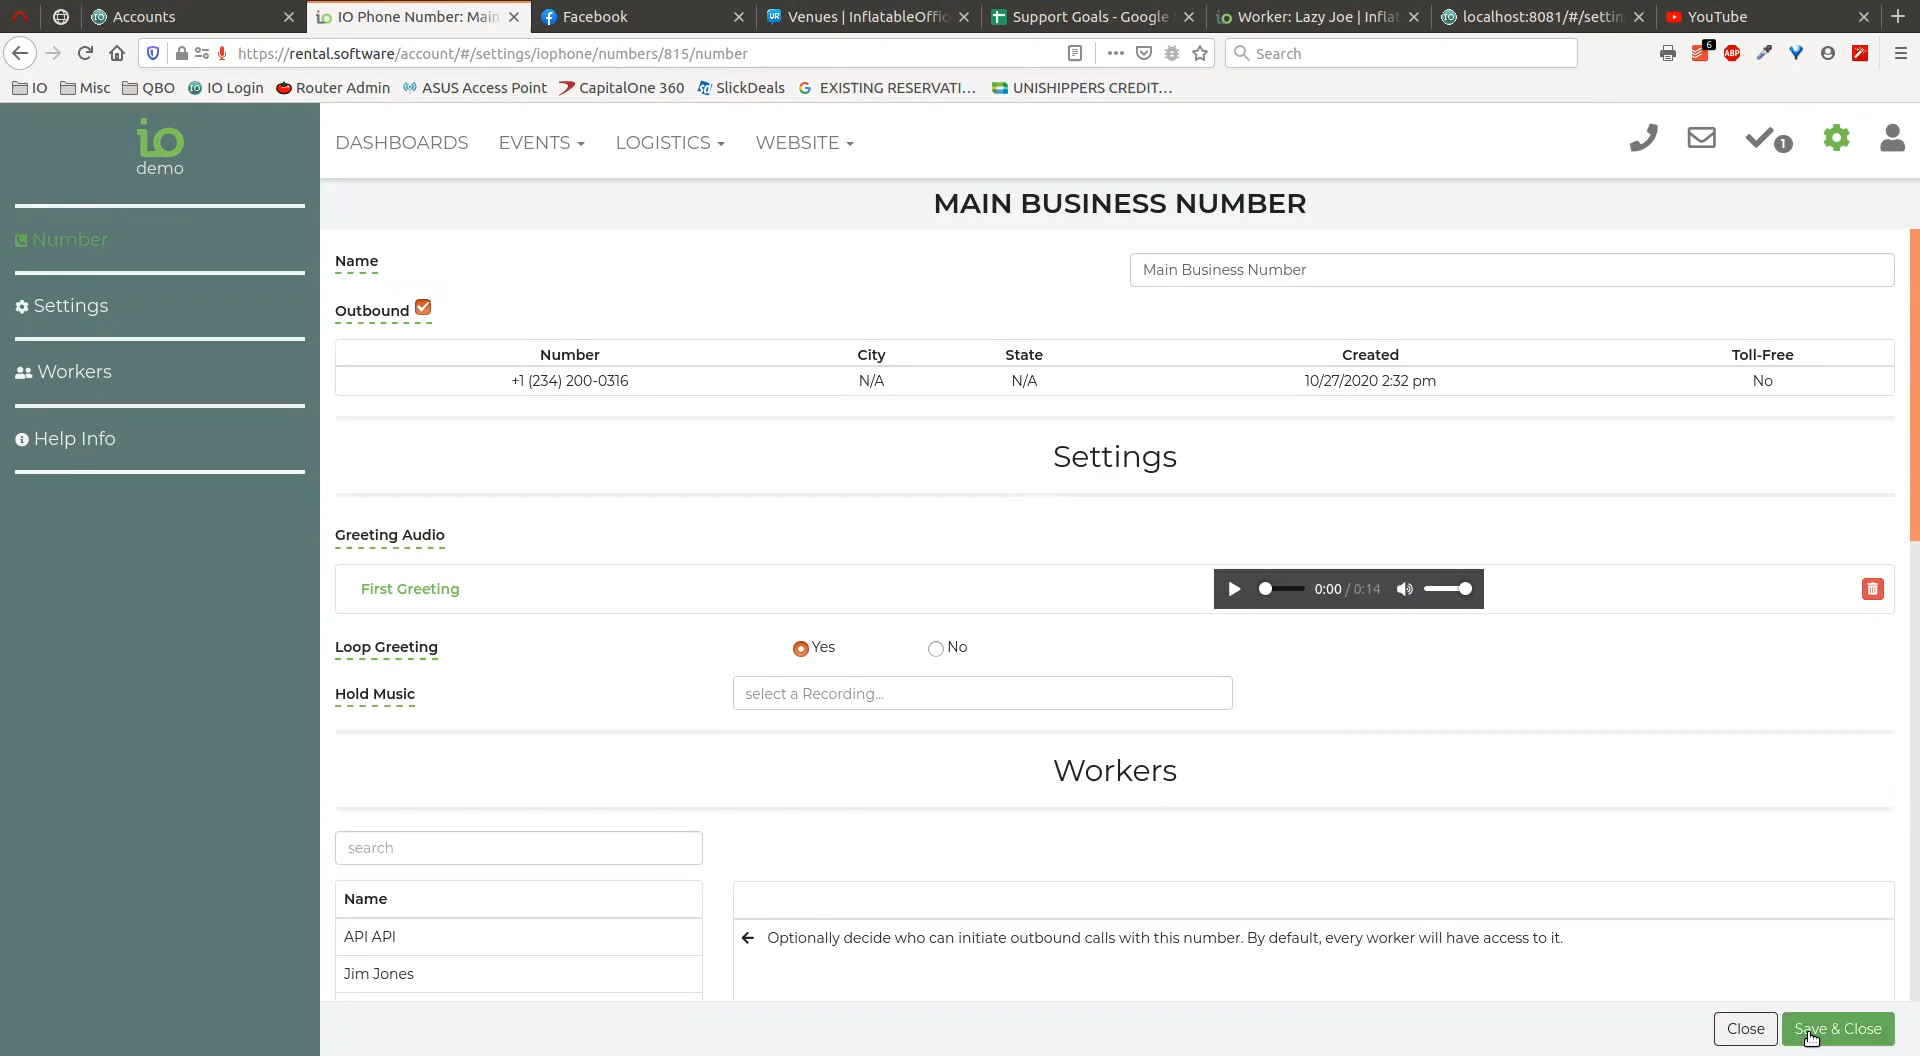 Accounts
IO Phone Number: Main
Facebook
Venues | InflatableOffic
Support Goals - Google
Worker: Lazy Joe | Inflat
localhost:8081/#/settin
YouTube
https://rental.software/account/#/settings/iophone/numbers/815/number
Search
6
ABP
IO
Misc
QBO
IO Login
Router Admin
ASUS Access Point
CapitalOne 360
SlickDeals
EXISTING RESERVATI...
UNISHIPPERS CREDIT...
io
demo
DASHBOARDS
EVENTS
LOGISTICS
WEBSITE
1
Number
Settings
Workers
Help Info
MAIN BUSINESS NUMBER
Name
Main Business Number
Outbound
Number City State Created Toll-Free
+1 (234) 200-0316 N/A N/A 10/27/2020 2:32 pm No
Settings
Greeting Audio
First Greeting
0:00 / 0:14
Loop Greeting Yes No
Hold Music select a Recording...
Workers
search
Name
API API
Optionally decide who can initiate outbound calls with this number. By default, every worker will have access to it.
Jim Jones
Close
Save & Close